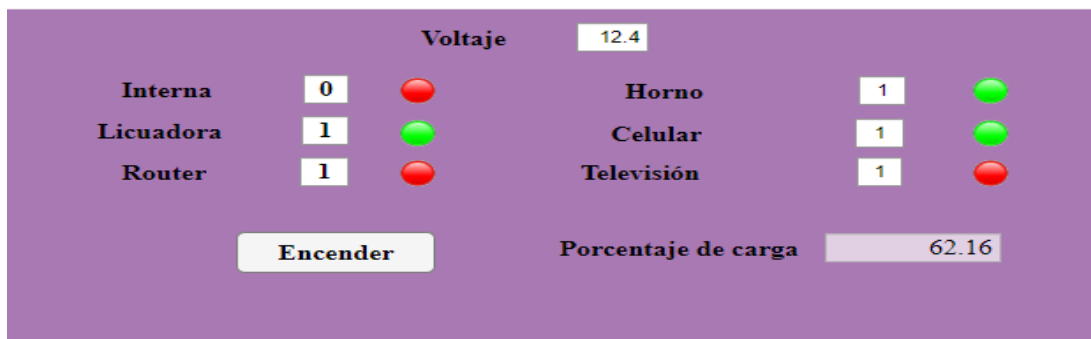 Voltaje 12.4
Interna 0 Horno 1
Licuadora 1 Celular 1
Router 1 Televisión 1
Encender Porcentaje de carga 62.16